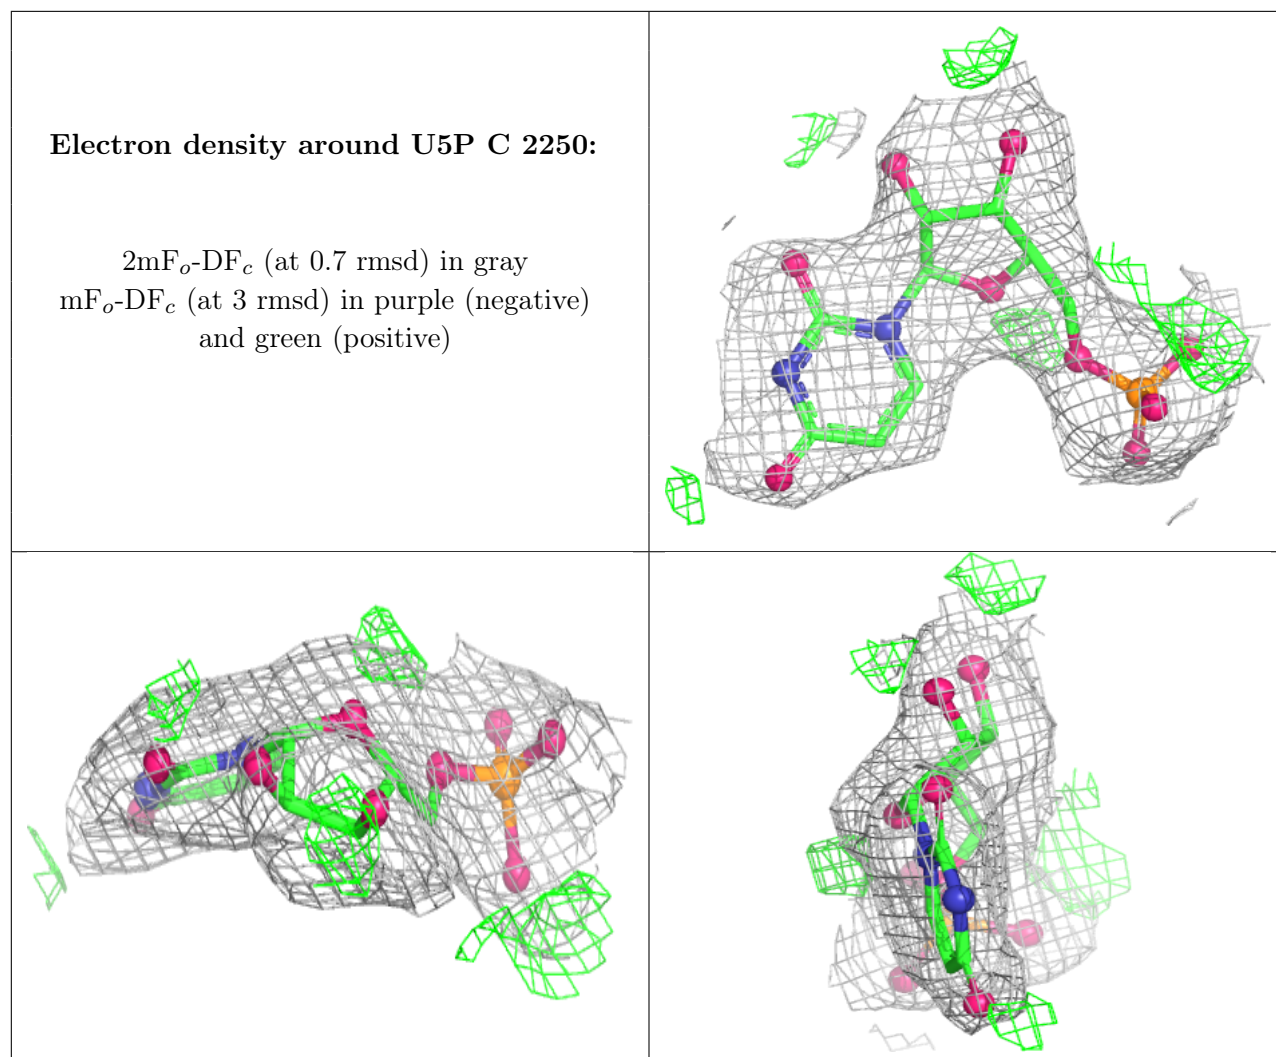 Electron density around U5P C 2250:
2mFₒ-DF𝒸 (at 0.7 rmsd) in gray
mFₒ-DF𝒸 (at 3 rmsd) in purple (negative)
and green (positive)